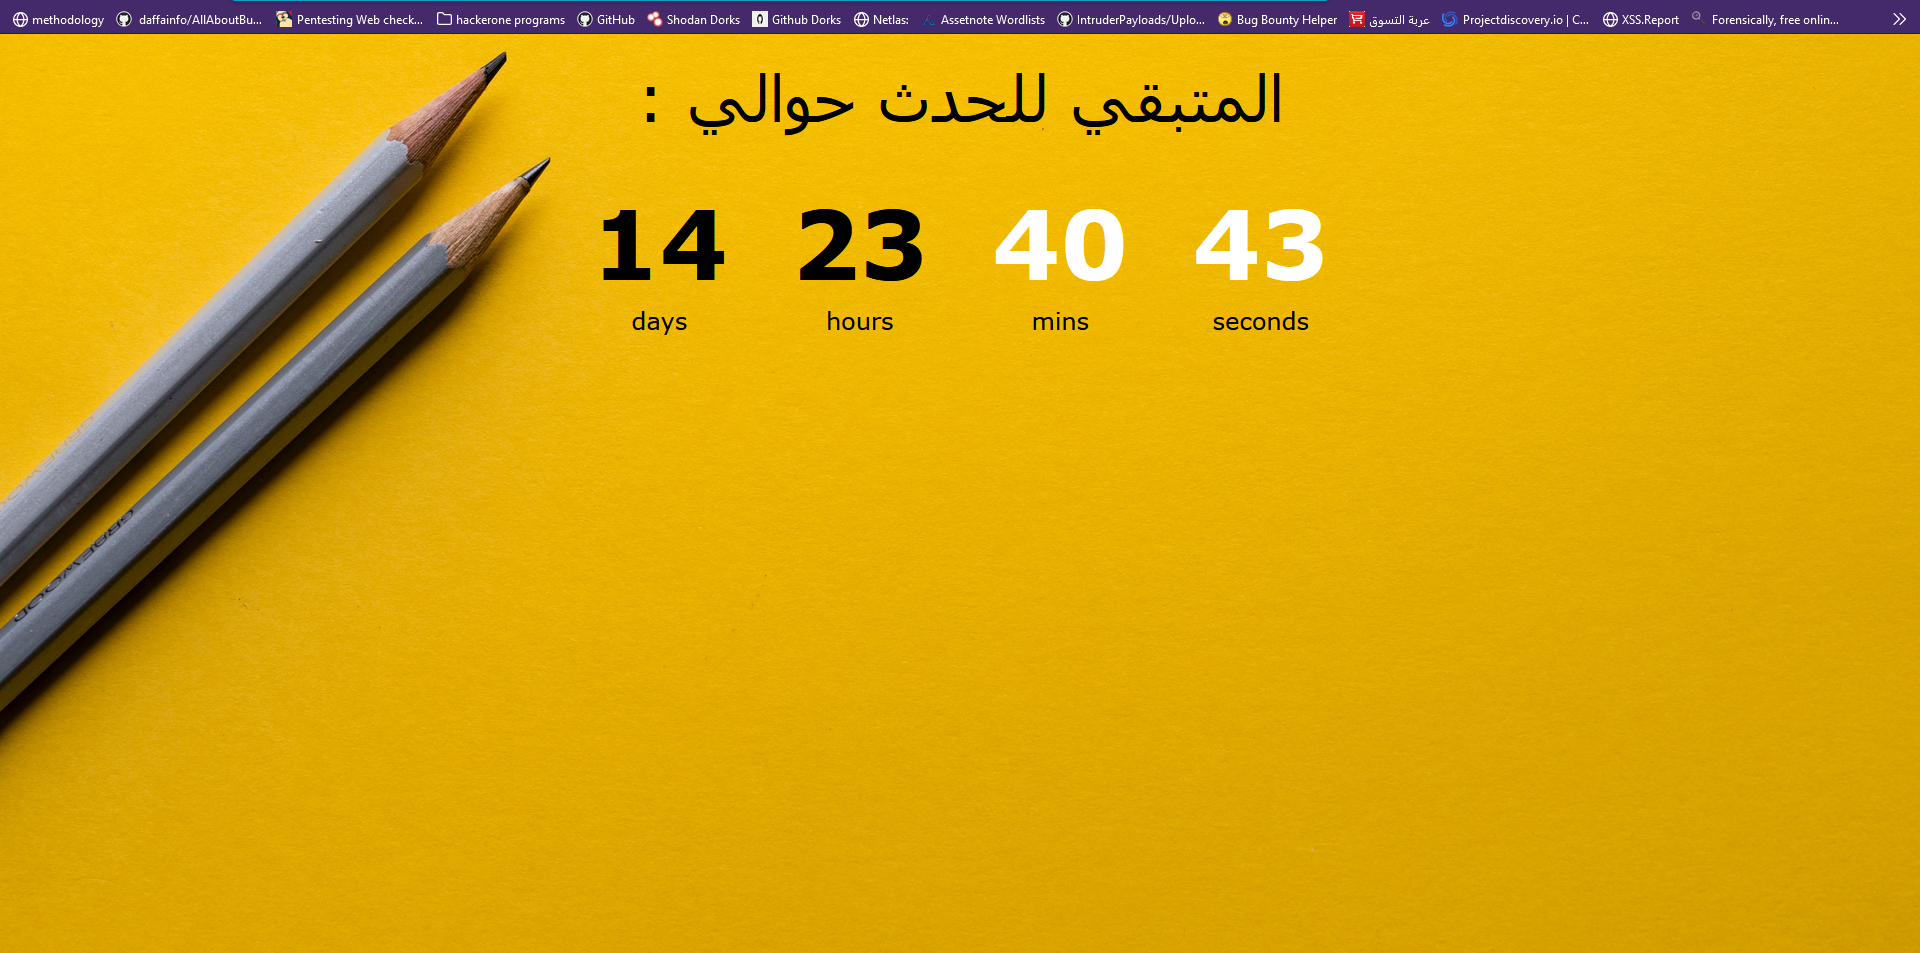 methodology daffainfo/AllAboutBu... Pentesting Web check... hackerone programs GitHub Shodan Dorks Github Dorks Netlas: Assetnote Wordlists IntruderPayloads/Uplo... Bug Bounty Helper عربة التسوق Projectdiscovery.io | C... XSS.Report Forensically, free onlin...
المتبقي للحدث حوالي :
14 23 40 43
days hours mins seconds